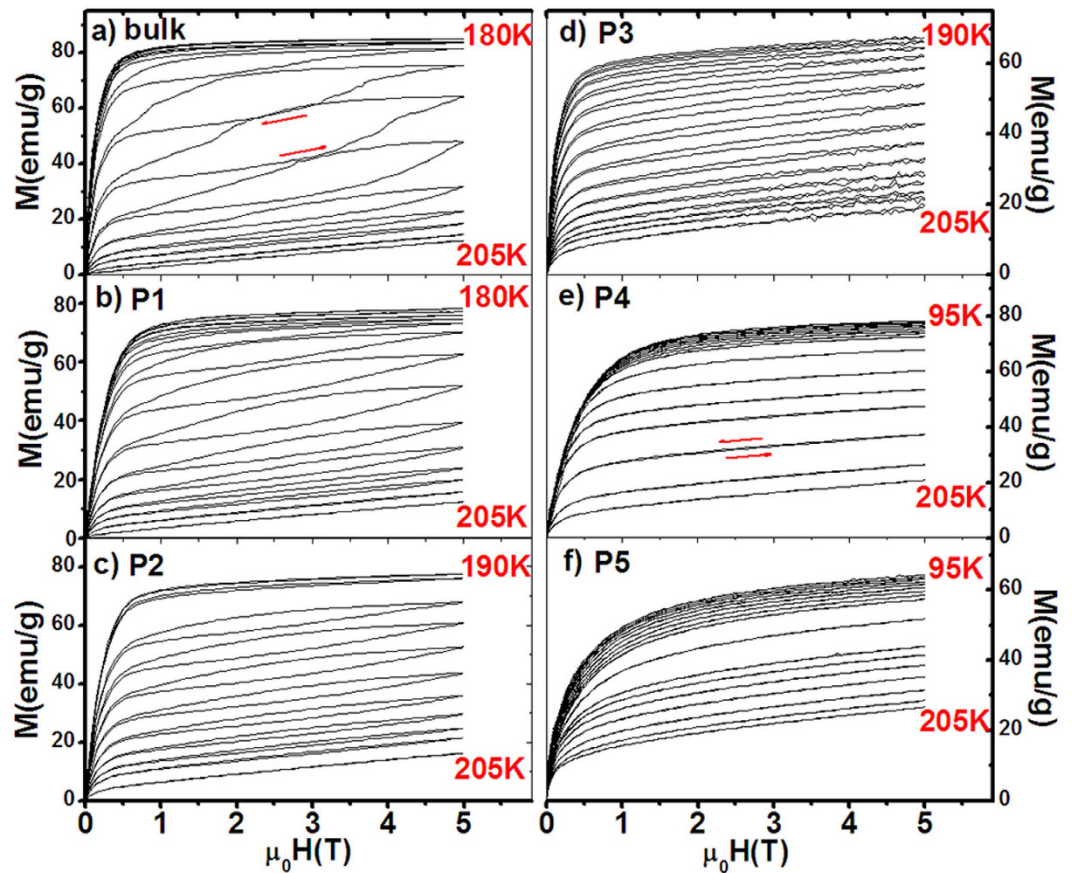 a) bulk
180K
M(emu/g)
80
60
40
20
0
205K
b) P1
180K
M(emu/g)
80
60
40
20
0
205K
c) P2
190K
M(emu/g)
80
60
40
20
0
205K
0 1 2 3 4 5
μ₀H(T)
d) P3
190K
M(emu/g)
60
40
20
0
205K
e) P4
95K
M(emu/g)
80
60
40
20
0
205K
f) P5
95K
M(emu/g)
60
40
20
0
205K
0 1 2 3 4 5
μ₀H(T)